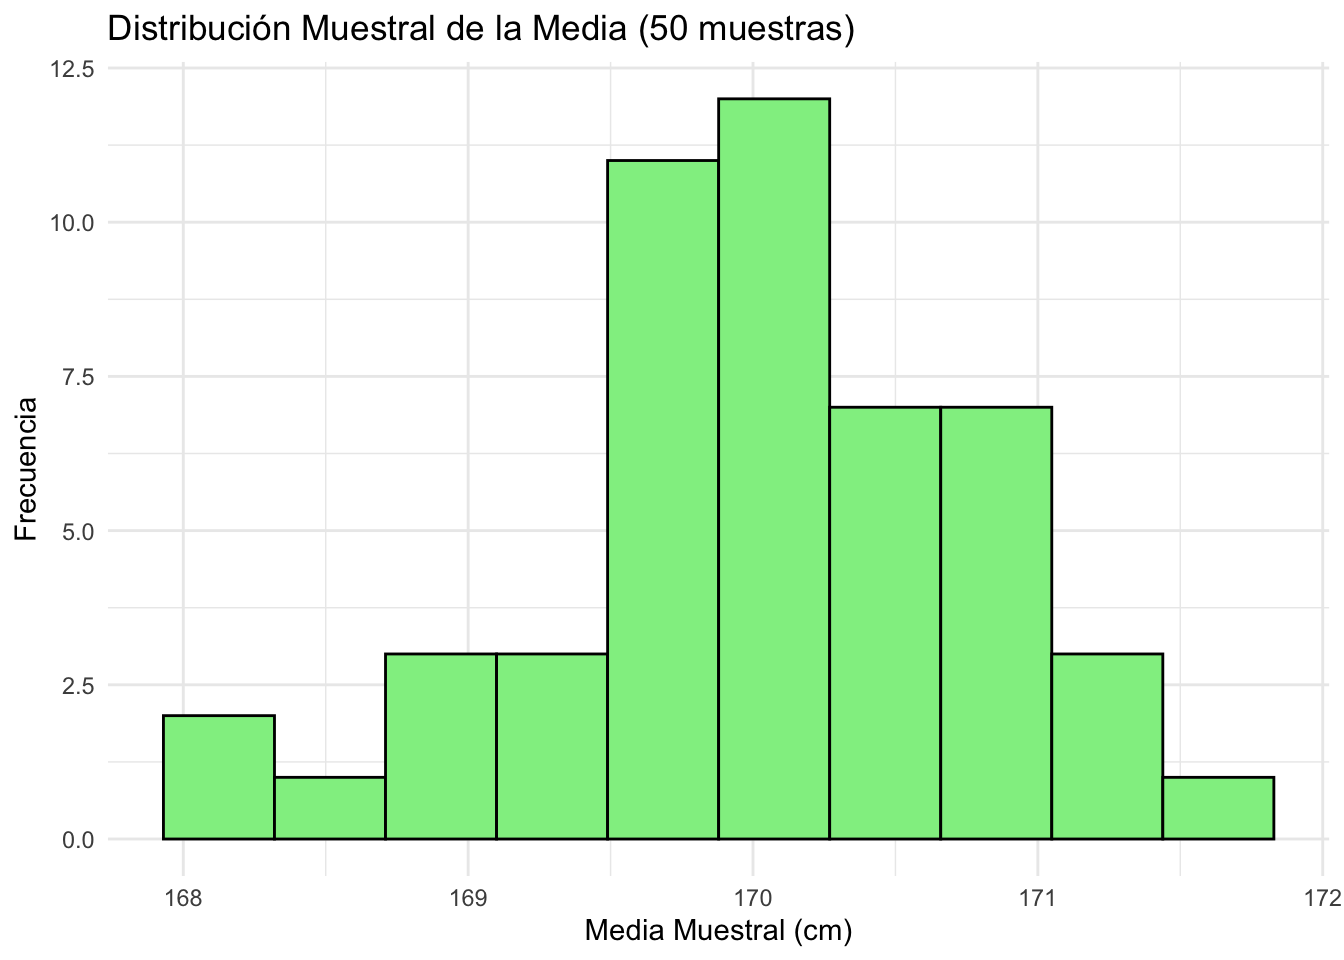 Distribución Muestral de la Media (50 muestras)
12.5
10.0
7.5
5.0
2.5
0.0
Frecuencia
168 169 170 171 172
Media Muestral (cm)